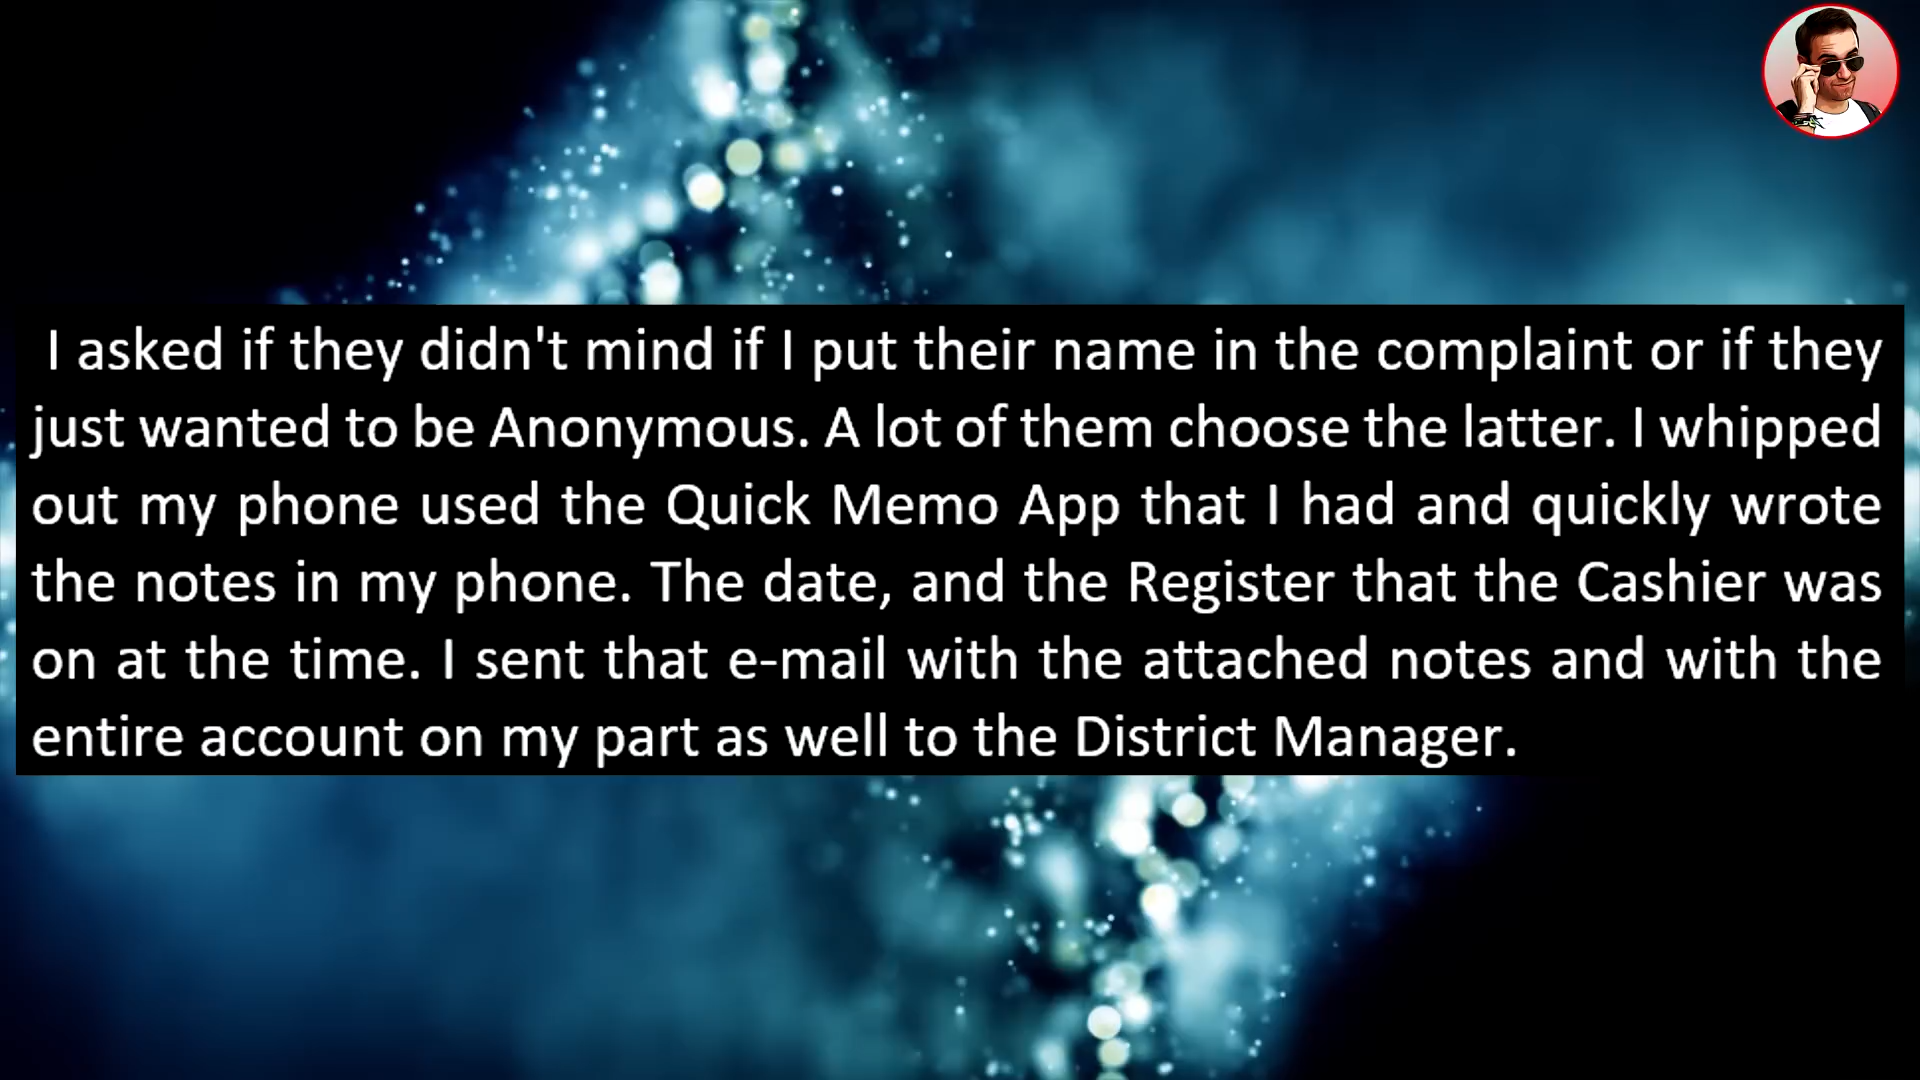 I asked if they didn't mind if I put their name in the complaint or if they
just wanted to be Anonymous. A lot of them choose the latter. I whipped
out my phone used the Quick Memo App that I had and quickly wrote
the notes in my phone. The date, and the Register that the Cashier was
on at the time. I sent that e-mail with the attached notes and with the
entire account on my part as well to the District Manager.